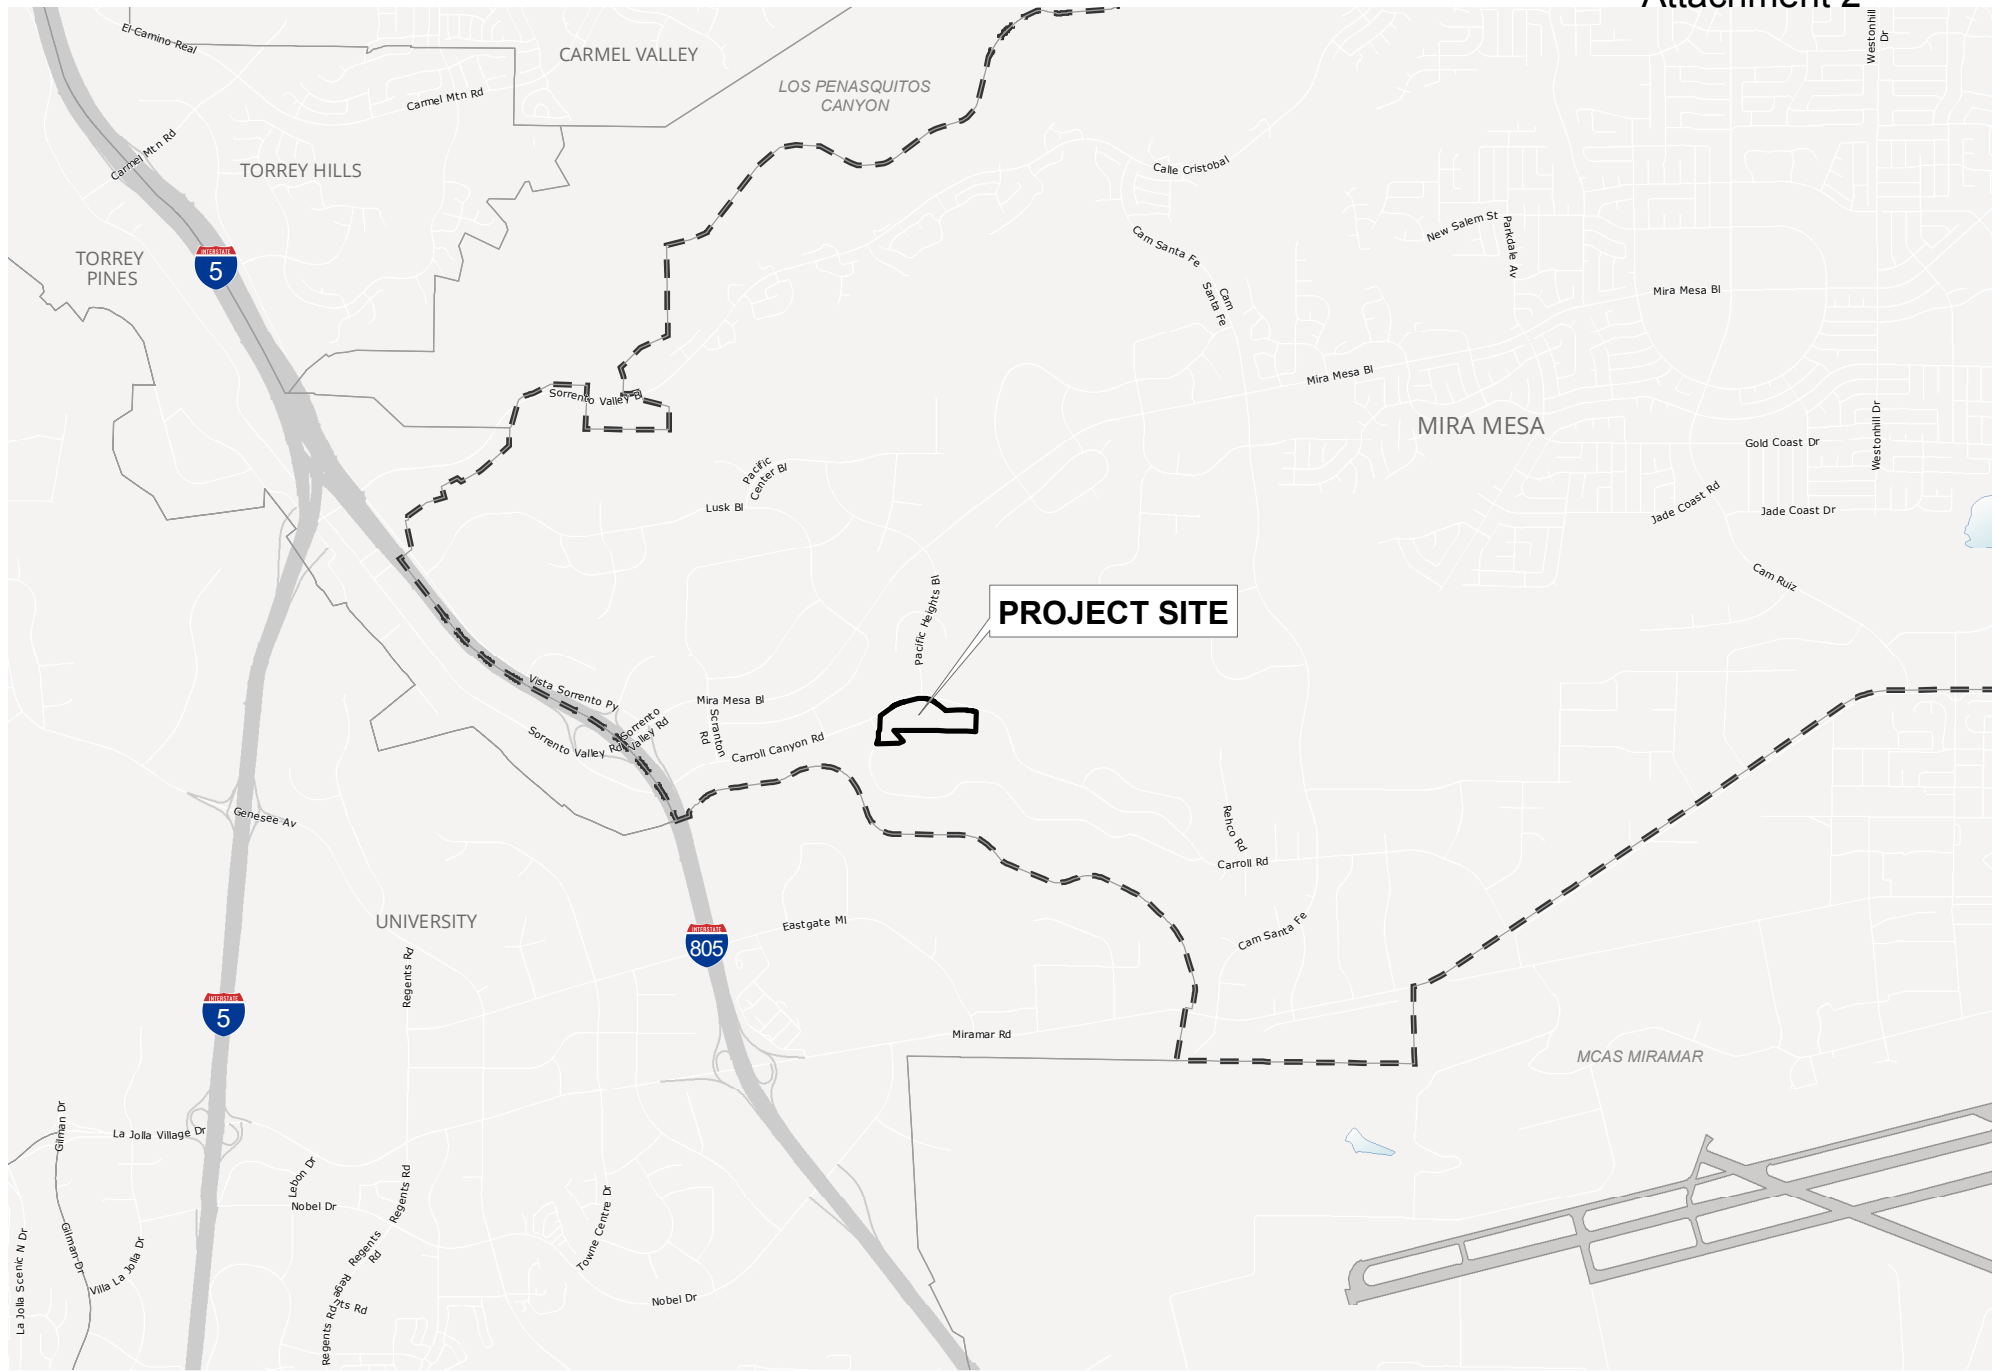 Attachment 2
El Camino Real
CARMEL VALLEY
Westonhill
Dr
LOS PENASQUITOS
CANYON
Carmel Mtn Rd
Carmel Mtn Rd
TORREY HILLS
Calle Cristobal
New Salem St
Parkdale Av
Cam Santa Fe
TORREY
PINES
INTERSTATE
5
Cam
Santa Fe
Mira Mesa Bl
Mira Mesa Bl
Sorrento Valley Bl
MIRA MESA
Westonhill Dr
Gold Coast Dr
Pacific
Center Bl
Lusk Bl
Jade Coast Rd
Jade Coast Dr
Cam Ruiz
Pacific Heights Bl
PROJECT SITE
Vista Sorrento Py
Mira Mesa Bl
Sorrento
Valley Rd
Scranton
Rd
Sorrento Valley Rd
Carroll Canyon Rd
Genesee Av
Rehco Rd
Carroll Rd
UNIVERSITY
Eastgate Ml
Cam Santa Fe
INTERSTATE
805
Regents Rd
INTERSTATE
5
Miramar Rd
MCAS MIRAMAR
Gilman Dr
La Jolla Village Dr
Lebon Dr
Regents Rd
Nobel Dr
Towne Centre Dr
Gilman Dr
La Jolla Scenic N Dr
Villa La Jolla Dr
Regents
Rd
Rege
nts Rd
Regents Rd
Nobel Dr